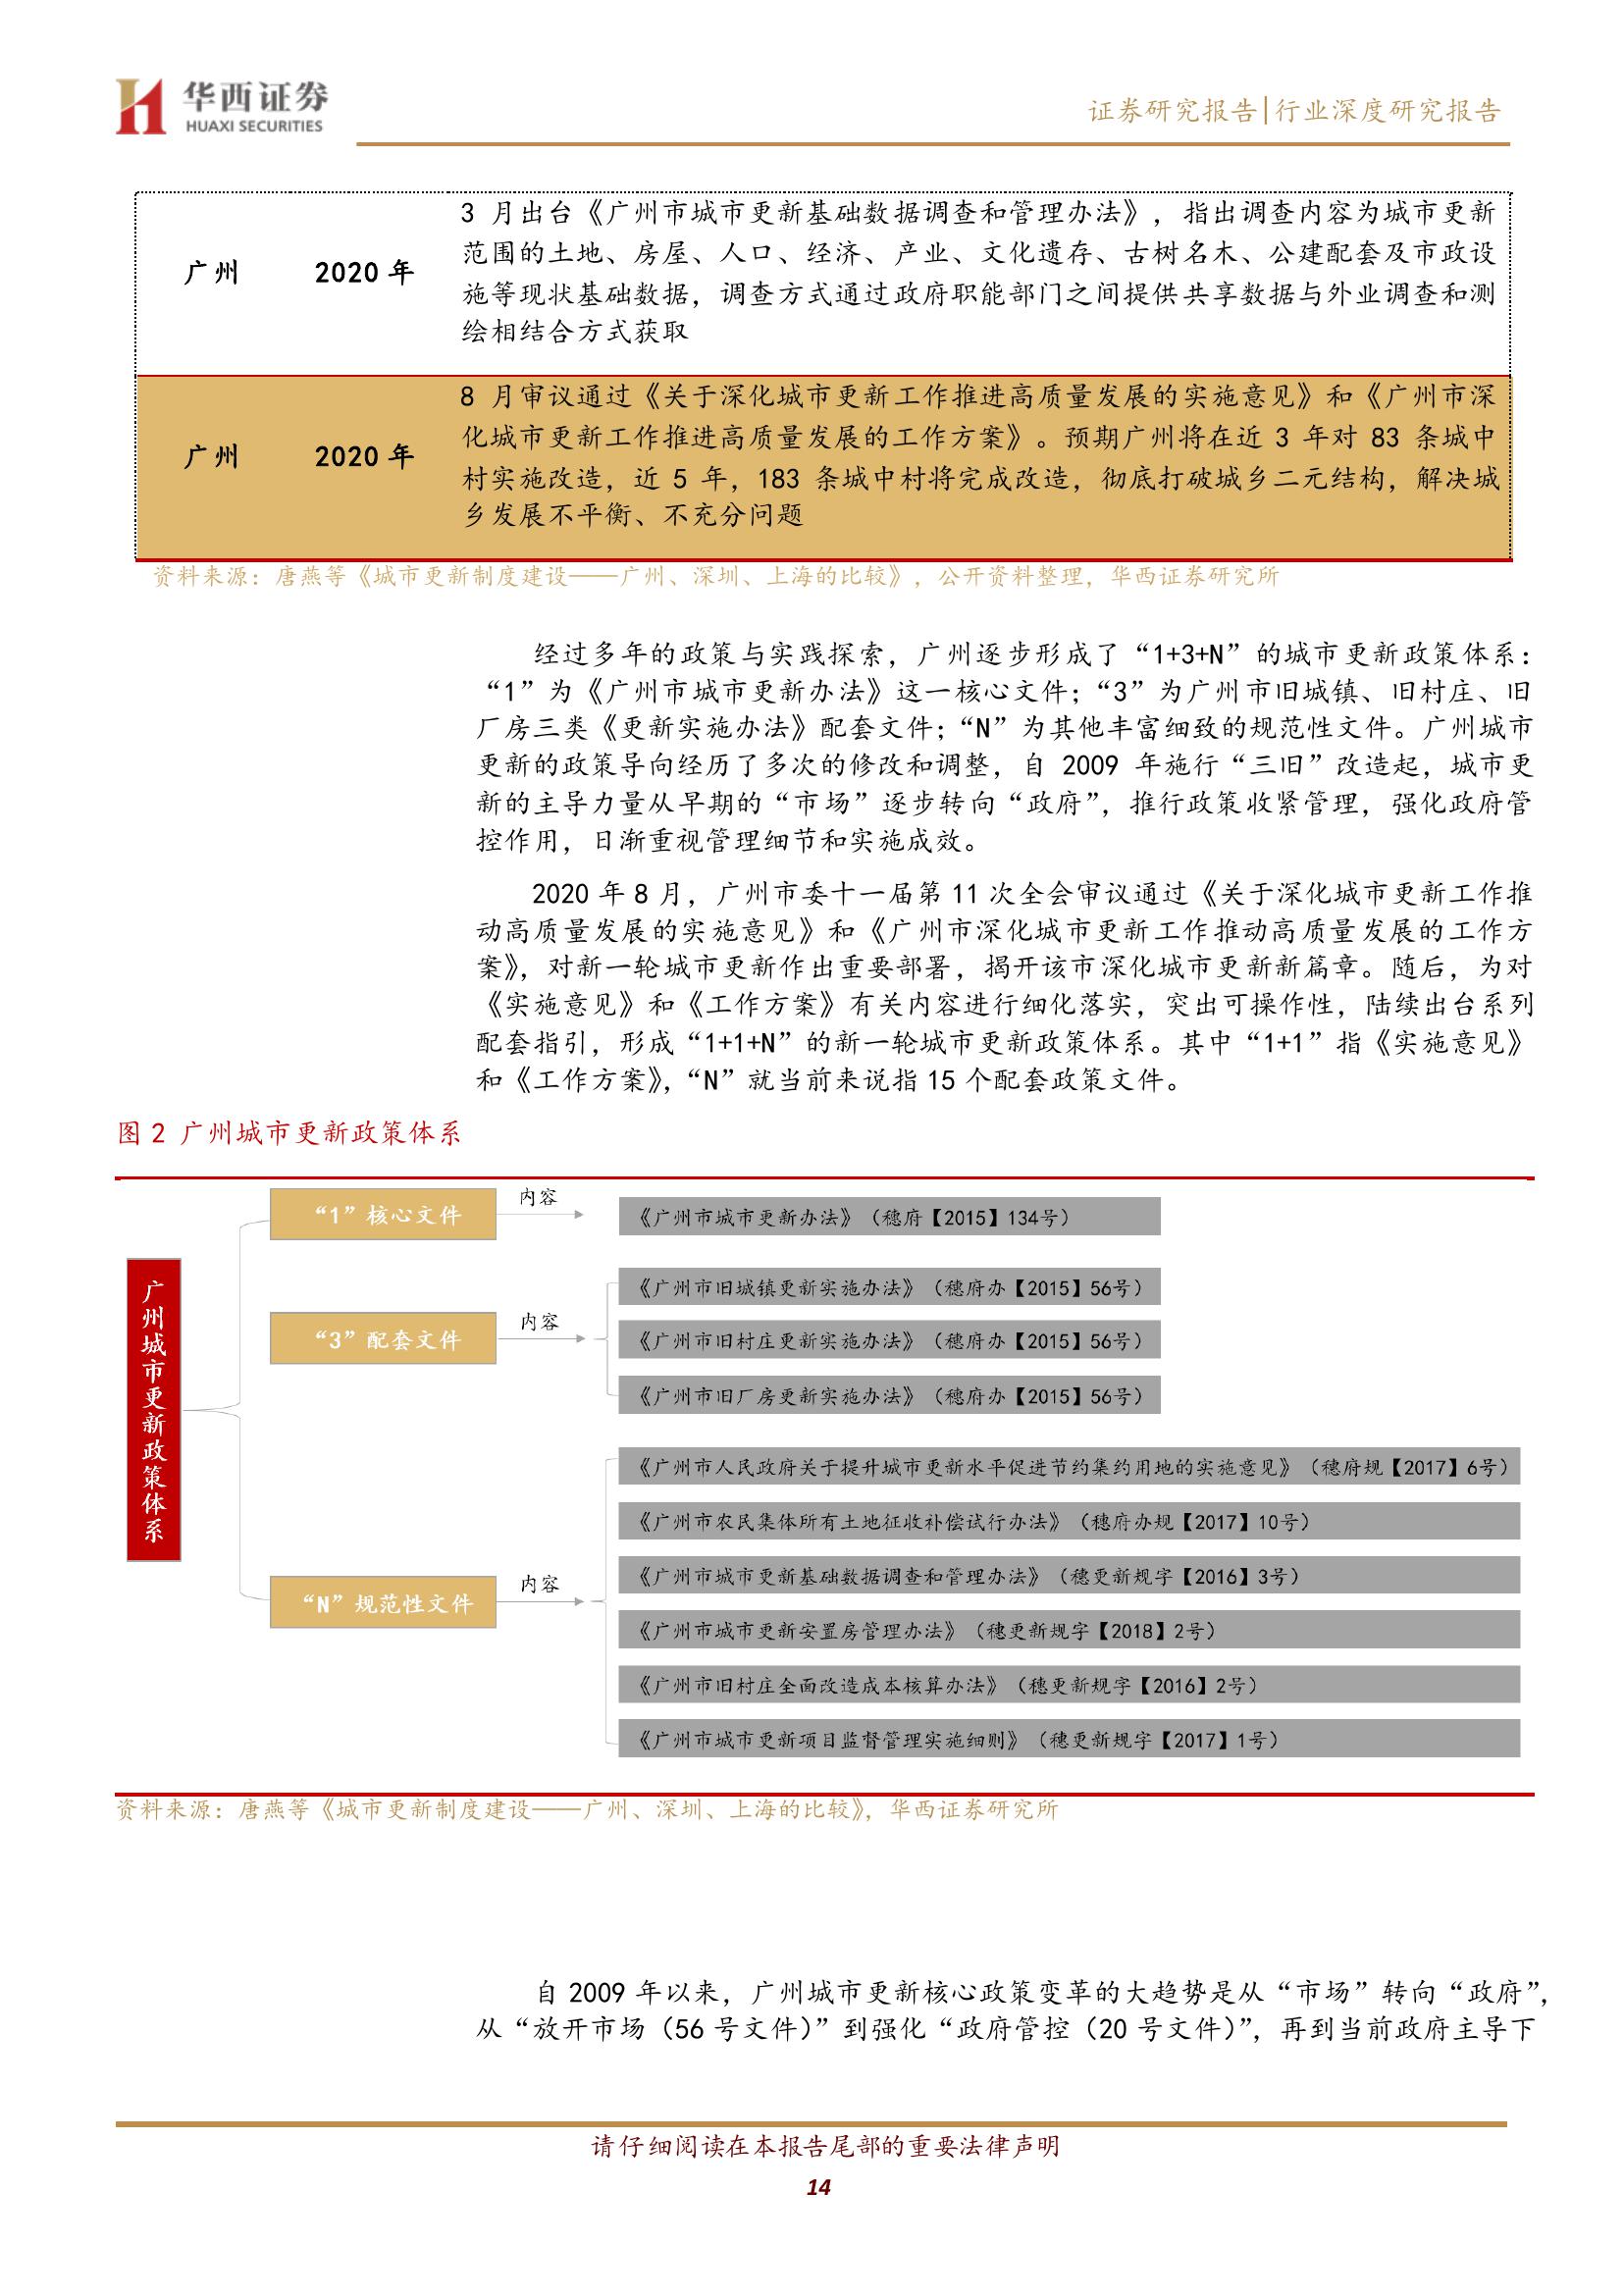 华西证券
HUAXI SECURITIES
证券研究报告|行业深度研究报告
广州
2020 年
3 月出台《广州市城市更新基础数据调查和管理办法》，指出调查内容为城市更新
范围的土地、房屋、人口、经济、产业、文化遗存、古树名木、公建配套及市政设
施等现状基础数据，调查方式通过政府职能部门之间提供共享数据与外业调查和测
绘相结合方式获取
广州
2020 年
8 月审议通过《关于深化城市更新工作推进高质量发展的实施意见》和《广州市深
化城市更新工作推进高质量发展的工作方案》。预期广州将在近 3 年对 83 条城中
村实施改造，近 5 年，183 条城中村将完成改造，彻底打破城乡二元结构，解决城
乡发展不平衡、不充分问题
资料来源：唐燕等《城市更新制度建设——广州、深圳、上海的比较》，公开资料整理，华西证券研究所
经过多年的政策与实践探索，广州逐步形成了“1+3+N”的城市更新政策体系：
“1”为《广州市城市更新办法》这一核心文件；“3”为广州市旧城镇、旧村庄、旧
厂房三类《更新实施办法》配套文件；“N”为其他丰富细致的规范性文件。广州城市
更新的政策导向经历了多次的修改和调整，自 2009 年施行“三旧”改造起，城市更
新的主导力量从早期的“市场”逐步转向“政府”，推行政策收紧管理，强化政府管
控作用，日渐重视管理细节和实施成效。
2020 年 8 月，广州市委十一届第 11 次全会审议通过《关于深化城市更新工作推
动高质量发展的实施意见》和《广州市深化城市更新工作推动高质量发展的工作方
案》，对新一轮城市更新作出重要部署，揭开该市深化城市更新新篇章。随后，为对
《实施意见》和《工作方案》有关内容进行细化落实，突出可操作性，陆续出台系列
配套指引，形成“1+1+N”的新一轮城市更新政策体系。其中“1+1”指《实施意见》
和《工作方案》，“N”就当前来说指 15 个配套政策文件。
图 2 广州城市更新政策体系
广州城市更新政策体系
“1”核心文件
内容
《广州市城市更新办法》（穗府【2015】134号）
“3”配套文件
内容
《广州市旧城镇更新实施办法》（穗府办【2015】56号）
《广州市旧村庄更新实施办法》（穗府办【2015】56号）
《广州市旧厂房更新实施办法》（穗府办【2015】56号）
“N”规范性文件
内容
《广州市人民政府关于提升城市更新水平促进节约集约用地的实施意见》（穗府规【2017】6号）
《广州市农民集体所有土地征收补偿试行办法》（穗府办规【2017】10号）
《广州市城市更新基础数据调查和管理办法》（穗更新规字【2016】3号）
《广州市城市更新安置房管理办法》（穗更新规字【2018】2号）
《广州市旧村庄全面改造成本核算办法》（穗更新规字【2016】2号）
《广州市城市更新项目监督管理实施细则》（穗更新规字【2017】1号）
资料来源：唐燕等《城市更新制度建设——广州、深圳、上海的比较》，华西证券研究所
自 2009 年以来，广州城市更新核心政策变革的大趋势是从“市场”转向“政府”，
从“放开市场（56 号文件）”到强化“政府管控（20 号文件）”，再到当前政府主导下
请仔细阅读在本报告尾部的重要法律声明
14